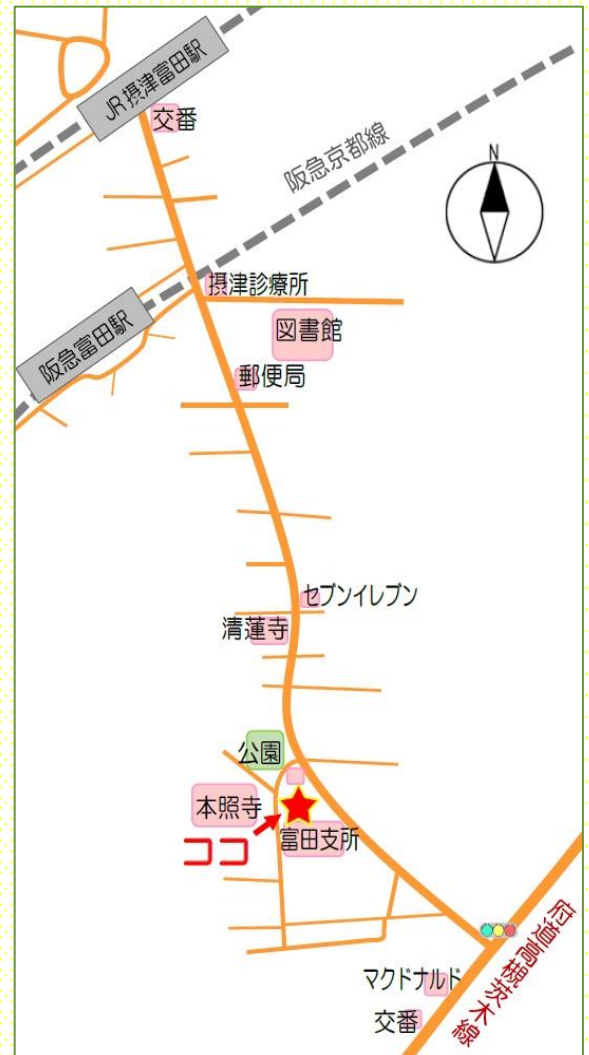 JR摂津富田駅
交番
阪急京都線
N
摂津診療所
阪急富田駅
図書館
郵便局
セブンイレブン
清蓮寺
公園
本照寺
ココ
富田支所
府道高槻茨木線
マクドナルド
交番